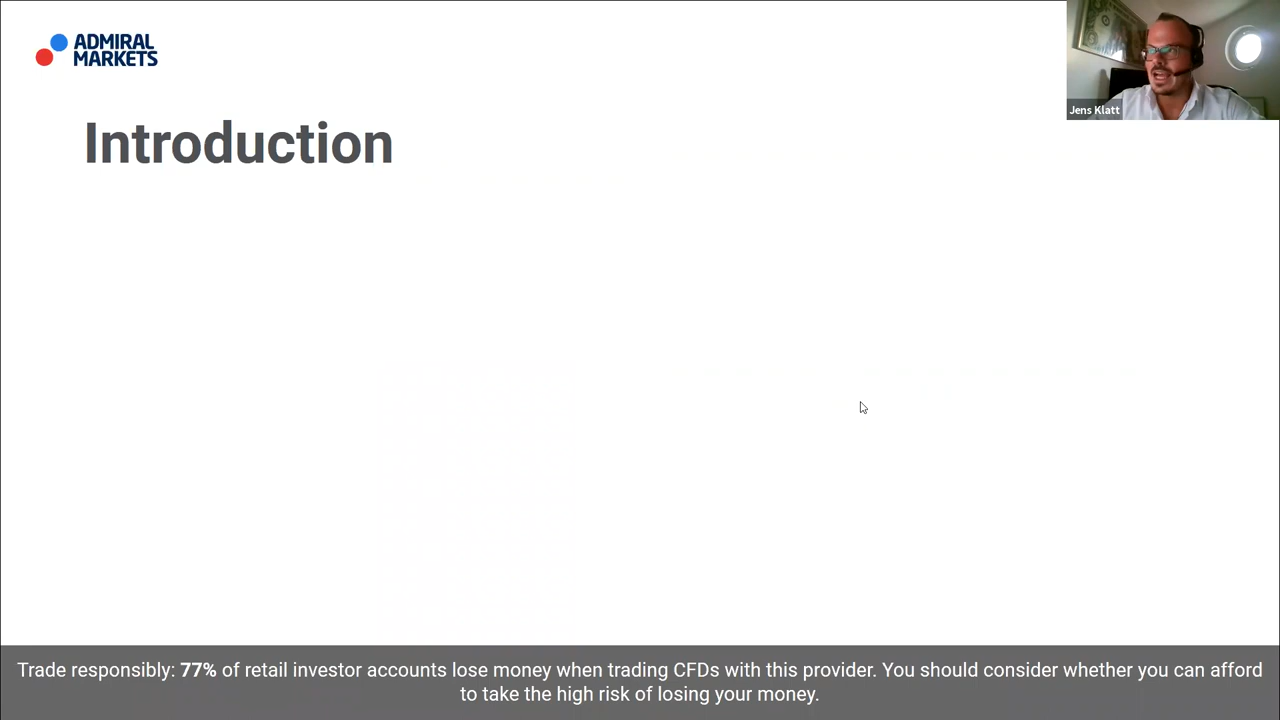 ADMIRAL
MARKETS
Jens Klatt
Introduction
Trade responsibly: 77% of retail investor accounts lose money when trading CFDs with this provider. You should consider whether you can afford
to take the high risk of losing your money.